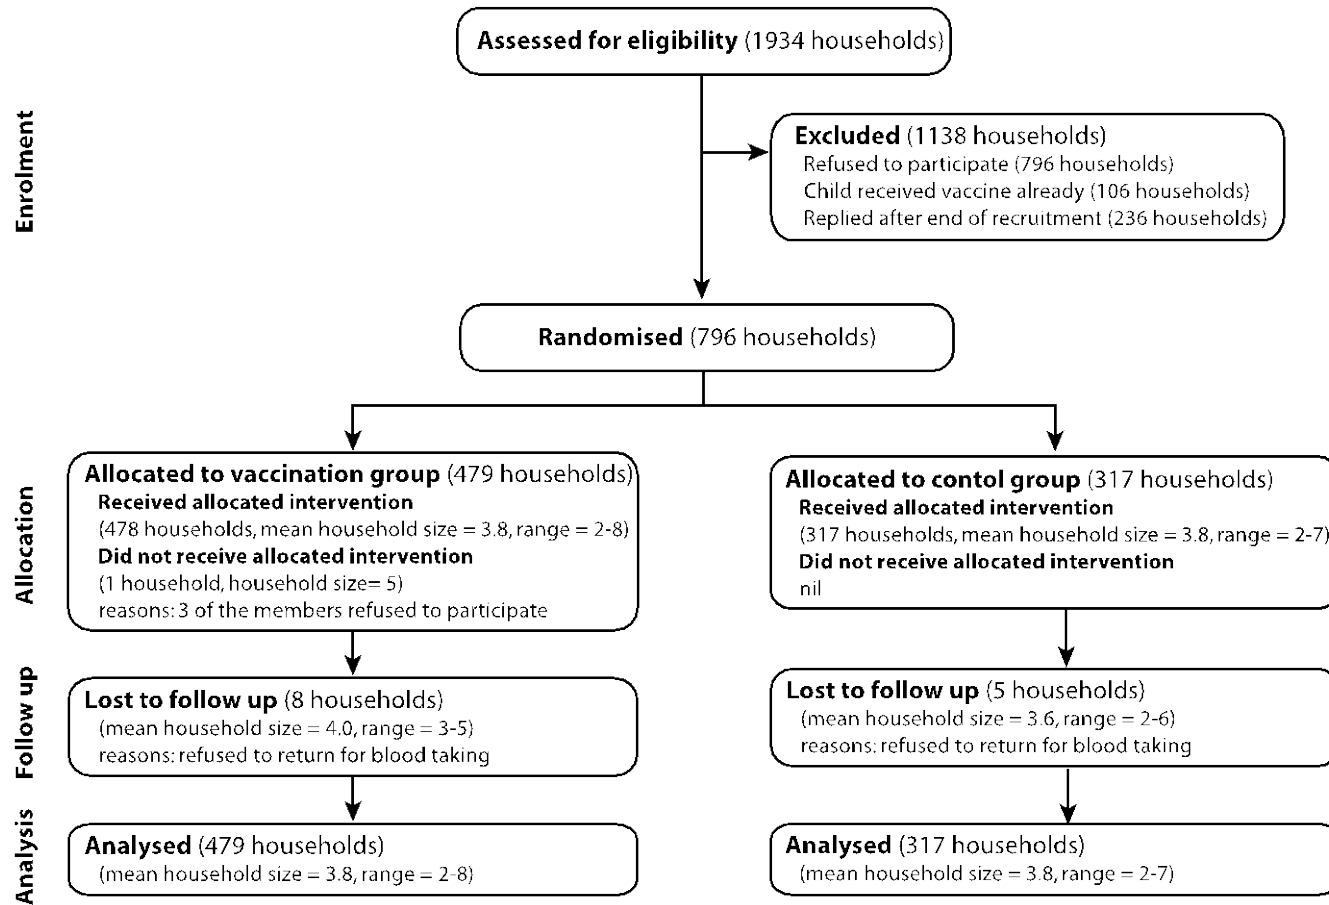 Assessed for eligibility (1934 households)
Enrolment
Excluded (1138 households)
Refused to participate (796 households)
Child received vaccine already (106 households)
Replied after end of recruitment (236 households)
Randomised (796 households)
Allocation
Allocated to vaccination group (479 households)
Received allocated intervention
(478 households, mean household size = 3.8, range = 2-8)
Did not receive allocated intervention
(1 household, household size= 5)
reasons: 3 of the members refused to participate
Allocated to contol group (317 households)
Received allocated intervention
(317 households, mean household size = 3.8, range = 2-7)
Did not receive allocated intervention
nil
Follow up
Lost to follow up (8 households)
(mean household size = 4.0, range = 3-5)
reasons: refused to return for blood taking
Lost to follow up (5 households)
(mean household size = 3.6, range = 2-6)
reasons: refused to return for blood taking
Analysis
Analysed (479 households)
(mean household size = 3.8, range = 2-8)
Analysed (317 households)
(mean household size = 3.8, range = 2-7)